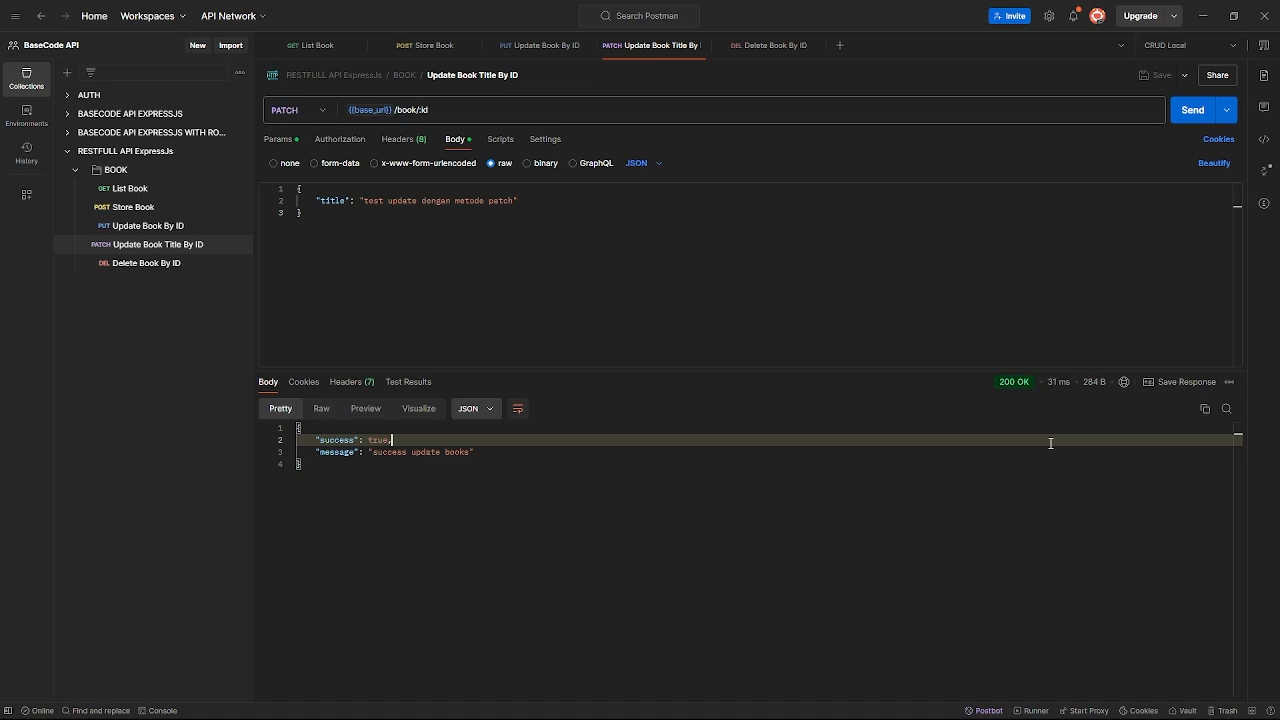 Home Workspaces API Network Search Postman Invite Upgrade
BaseCode API New Import GET List Book POST Store Book PUT Update Book By ID PATCH Update Book Title By I DEL Delete Book By ID CRUD Local
Collections
Environments
History
AUTH
BASECODE API EXPRESSJS
BASECODE API EXPRESSJS WITH RO...
RESTFULL API ExpressJs
BOOK
GET List Book
POST Store Book
PUT Update Book By ID
PATCH Update Book Title By ID
DEL Delete Book By ID
HTTP RESTFULL API ExpressJs / BOOK / Update Book Title By ID Save Share
PATCH {{base_url}}/book/:id Send
Params Authorization Headers (8) Body Scripts Settings Cookies
none form-data x-www-form-urlencoded raw binary GraphQL JSON Beautify
1 {
2 "title": "test update dengan metode patch"
3 }
Body Cookies Headers (7) Test Results 200 OK 31 ms 284 B Save Response
Pretty Raw Preview Visualize JSON
1 {
2 "success": true,
3 "message": "success update books"
4 }
Online Find and replace Console Postbot Runner Start Proxy Cookies Vault Trash